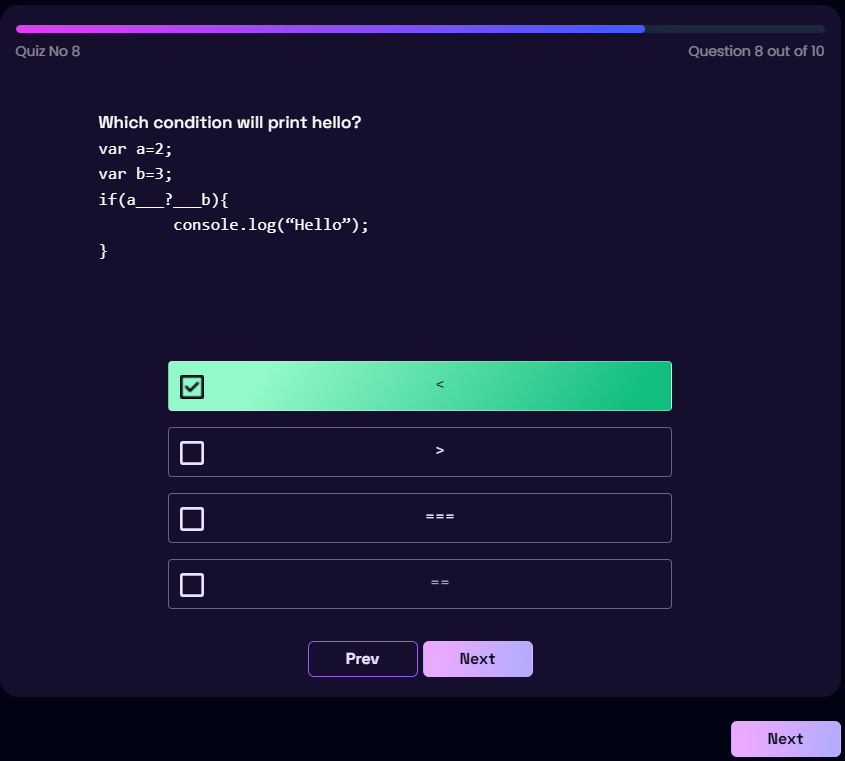 Quiz No 8
Question 8 out of 10
Which condition will print hello?
var a=2;
var b=3;
if(a___?___b){
console.log(“Hello”);
}
<
>
===
==
Prev
Next
Next